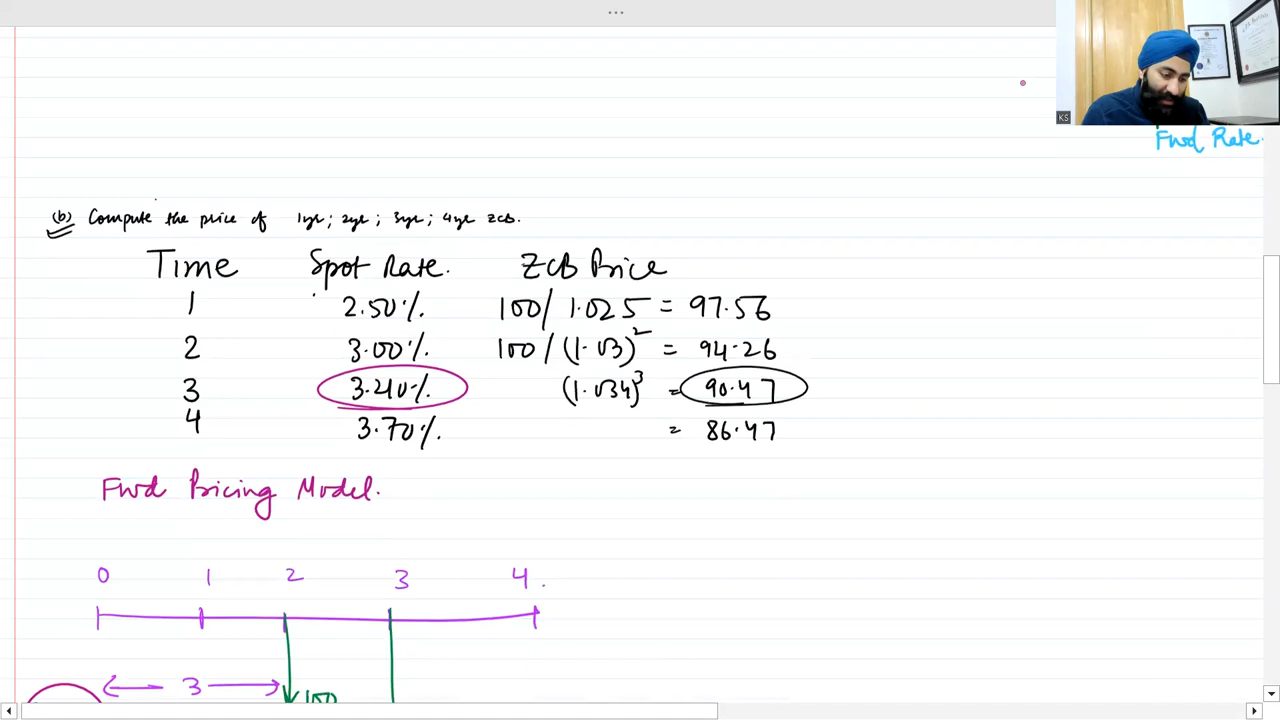 KS
Fwd Rate.
(b) Compute the price of 1yr; 2yr; 3yr; 4yr ZCB.
Time Spot Rate. ZCB Price
1 2.50% 100/1.025 = 97.56
2 3.00% 100/(1.03)² = 94.26
3 3.40% (1.034)³ = 90.47
4 3.70% = 86.47
Fwd Pricing Model.
0 1 2 3 4.
3
100